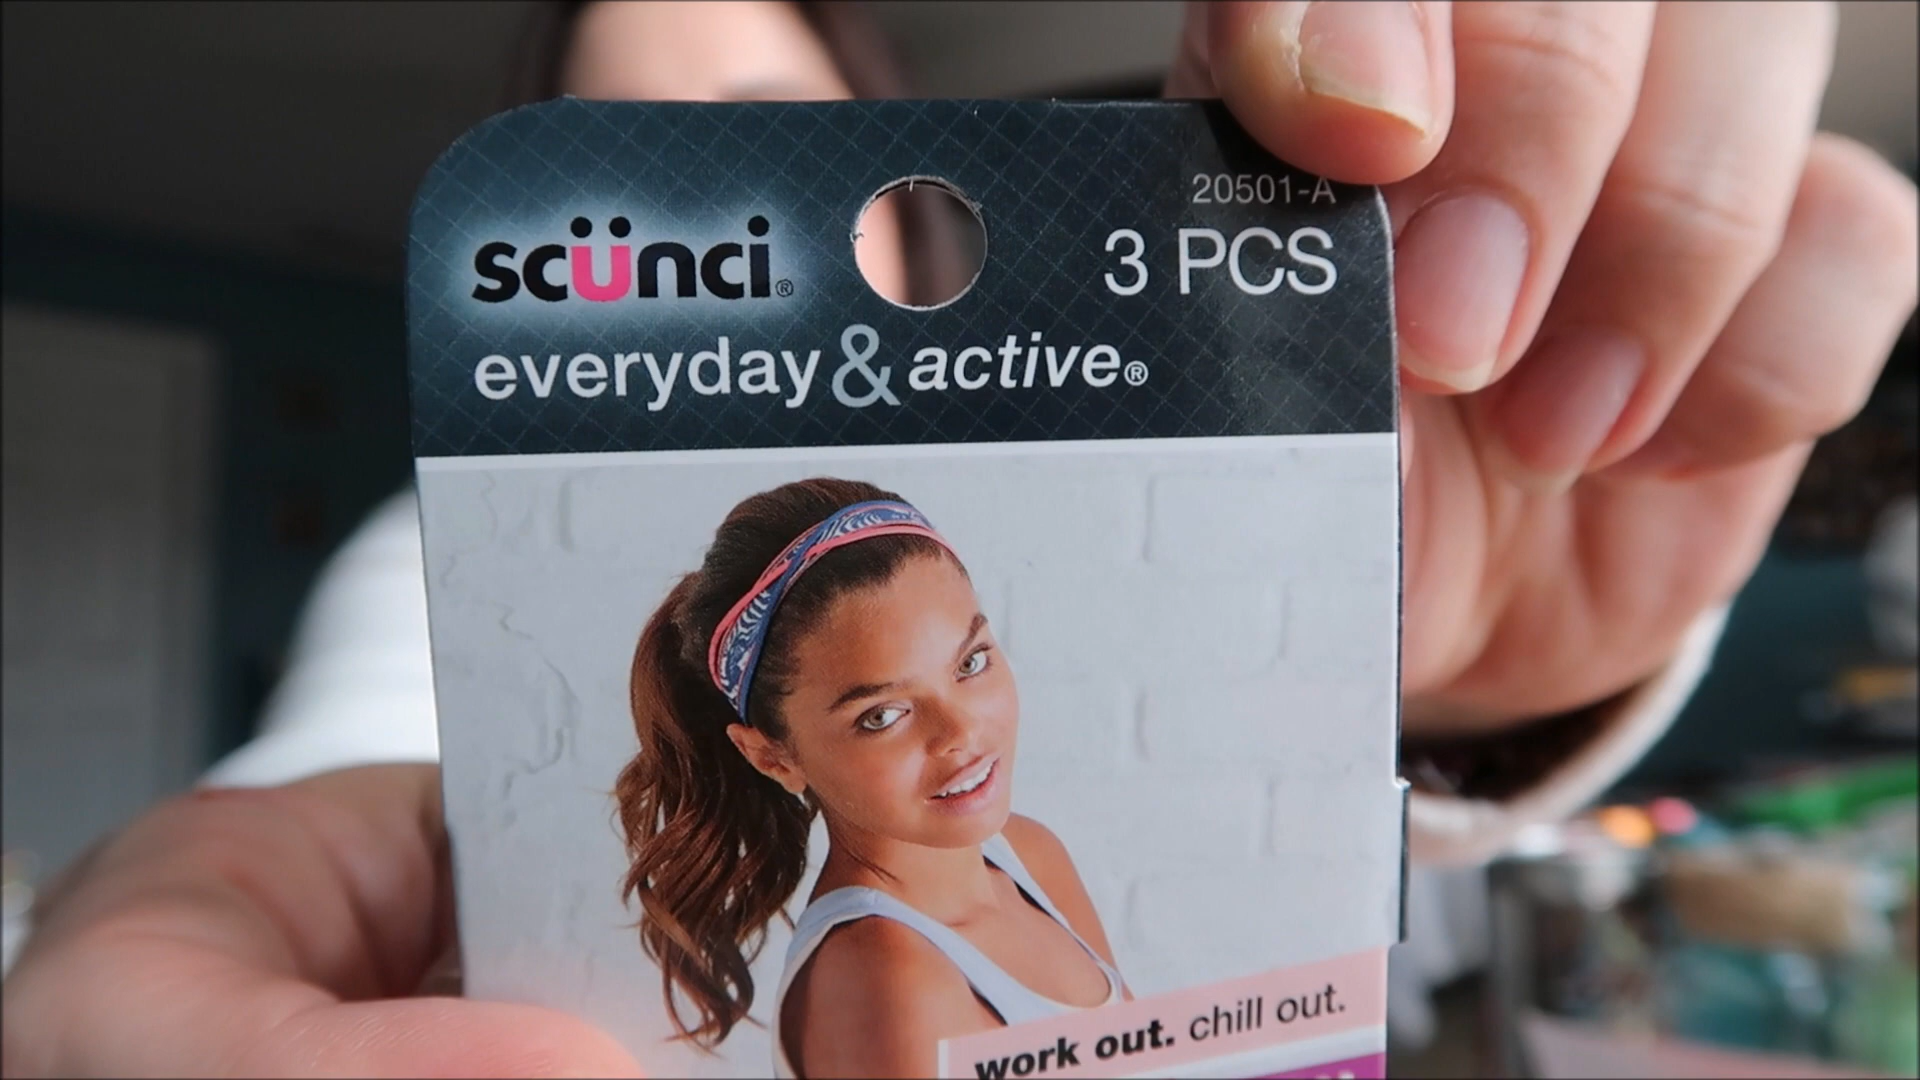 20501-A
scünci®
3 PCS
everyday & active®
work out. chill out.